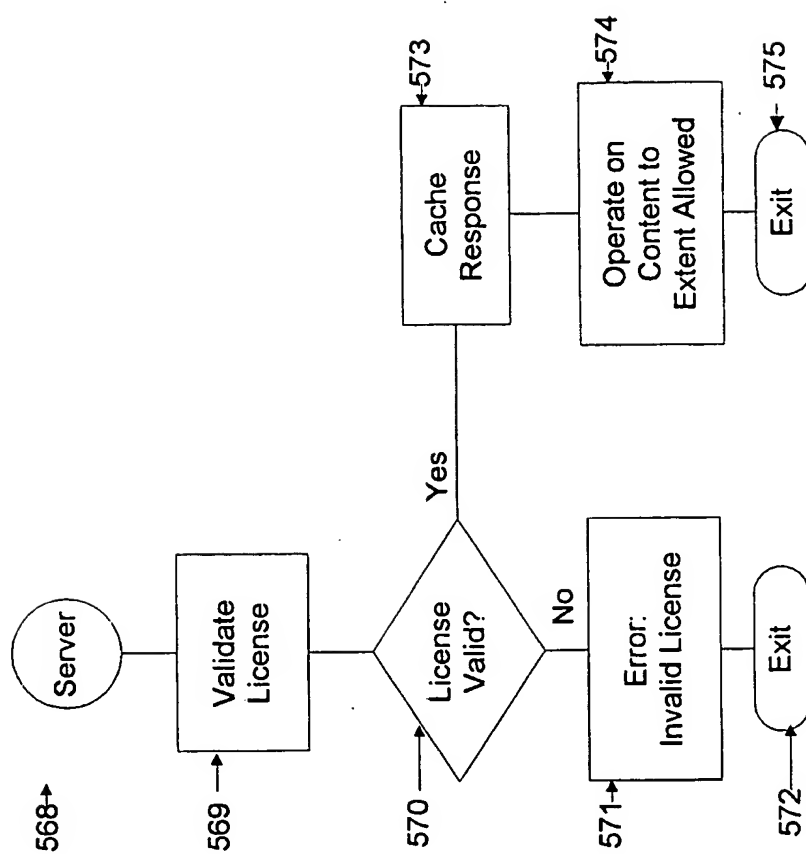 568
Server
569
Validate
License
570
License
Valid?
Yes
No
571
Error:
Invalid License
572
Exit
573
Cache
Response
574
Operate on
Content to
Extent Allowed
575
Exit